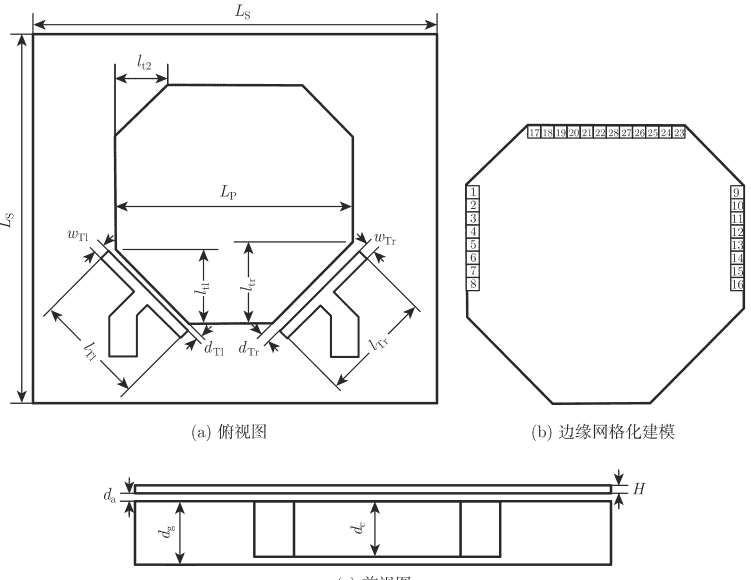 L_S
l_t2
L_S
L_P
w_Tl
w_Tr
l_tl
l_tr
d_Tl
d_Tr
l_Tl
l_Tr
(a) 俯视图
17 18 19 20 21 22 28 27 26 25 24 23
1
2
3
4
5
6
7
8
9
10
11
12
13
14
15
16
(b) 边缘网格化建模
d_a
H
d_g
d_c